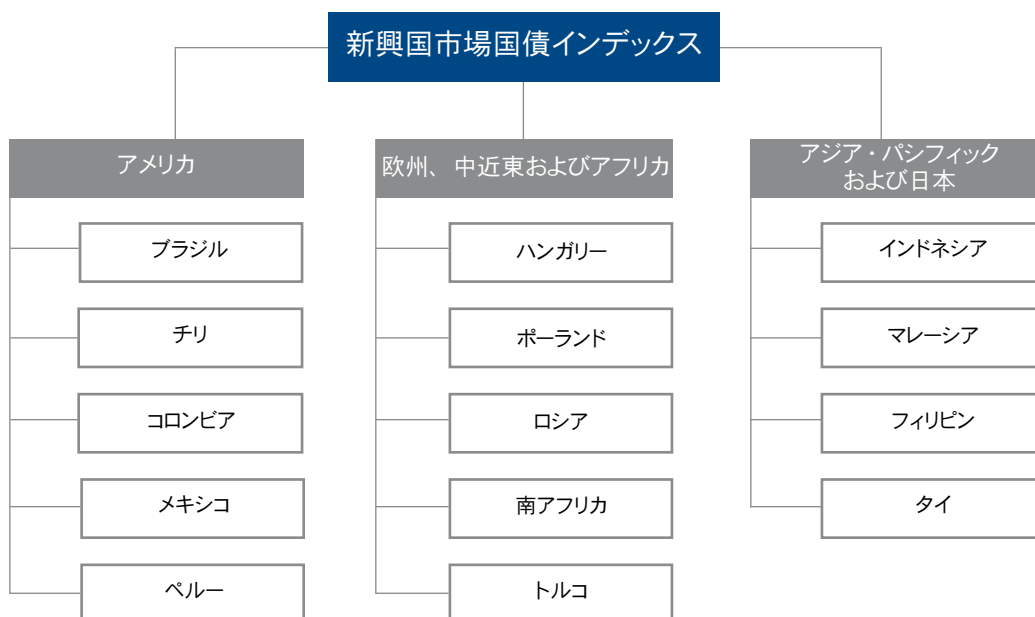 新興国市場国債インデックス
アメリカ
ブラジル
チリ
コロンビア
メキシコ
ペルー
欧州、中近東およびアフリカ
ハンガリー
ポーランド
ロシア
南アフリカ
トルコ
アジア・パシフィック
および日本
インドネシア
マレーシア
フィリピン
タイ